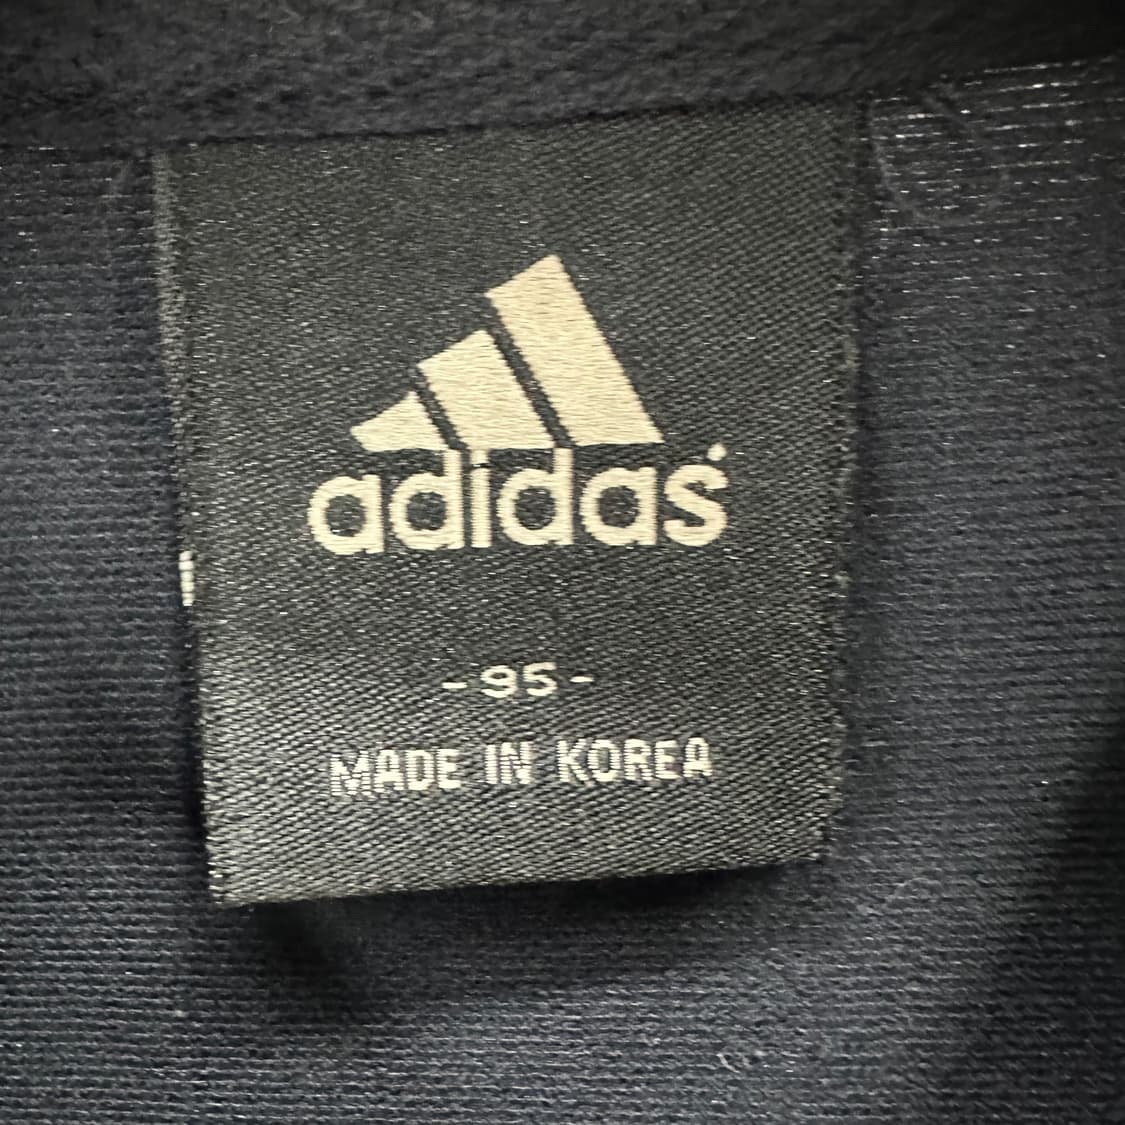 adidas
- 95 -
MADE IN KOREA